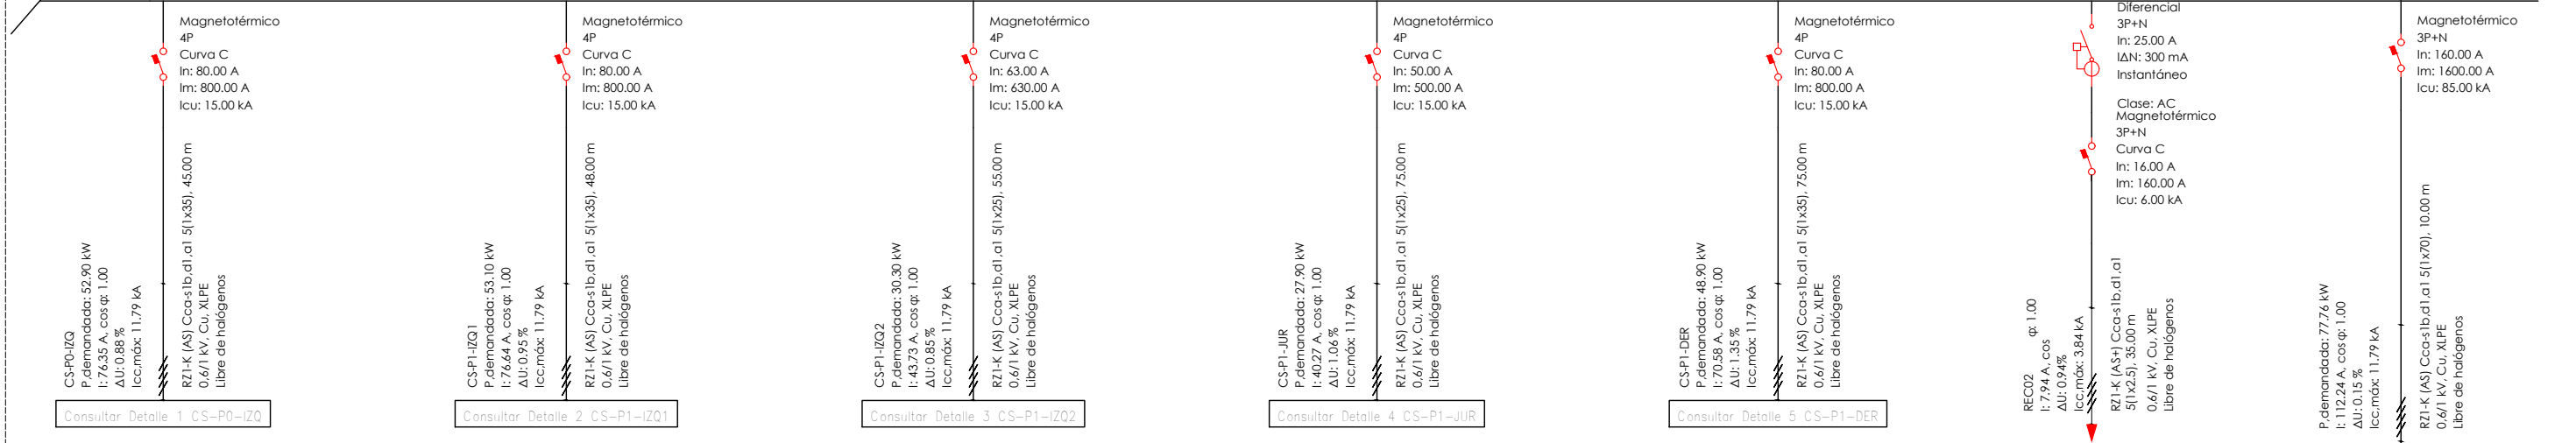 Magnetotérmico
4P
Curva C
In: 80.00 A
Im: 800.00 A
Icu: 15.00 kA
CS-P0-IZQ
P.demandada: 52.90 kW
I: 76.35 A, cos φ: 1.00
ΔU: 0.88 %
Icc,máx: 11.79 kA
RZ1-K (AS) Cca-s1b,d1,a1 5(1x35), 45.00 m
0,6/1 kV, Cu, XLPE
Libre de halógenos
Consultar Detalle 1 CS-P0-IZQ
Magnetotérmico
4P
Curva C
In: 80.00 A
Im: 800.00 A
Icu: 15.00 kA
CS-P1-IZQ1
P.demandada: 53.10 kW
I: 76.64 A, cos φ: 1.00
ΔU: 0.95 %
Icc,máx: 11.79 kA
RZ1-K (AS) Cca-s1b,d1,a1 5(1x35), 48.00 m
0,6/1 kV, Cu, XLPE
Libre de halógenos
Consultar Detalle 2 CS-P1-IZQ1
Magnetotérmico
4P
Curva C
In: 63.00 A
Im: 630.00 A
Icu: 15.00 kA
CS-P1-IZQ2
P.demandada: 30.30 kW
I: 43.73 A, cos φ: 1.00
ΔU: 0.85 %
Icc,máx: 11.79 kA
RZ1-K (AS) Cca-s1b,d1,a1 5(1x25), 55.00 m
0,6/1 kV, Cu, XLPE
Libre de halógenos
Consultar Detalle 3 CS-P1-IZQ2
Magnetotérmico
4P
Curva C
In: 50.00 A
Im: 500.00 A
Icu: 15.00 kA
CS-P1-JUR
P.demandada: 27.90 kW
I: 40.27 A, cos φ: 1.00
ΔU: 1.06 %
Icc,máx: 11.79 kA
RZ1-K (AS) Cca-s1b,d1,a1 5(1x25), 75.00 m
0,6/1 kV, Cu, XLPE
Libre de halógenos
Consultar Detalle 4 CS-P1-JUR
Magnetotérmico
4P
Curva C
In: 80.00 A
Im: 800.00 A
Icu: 15.00 kA
CS-P1-DER
P.demandada: 48.90 kW
I: 70.58 A, cos φ: 1.00
ΔU: 1.35 %
Icc,máx: 11.79 kA
RZ1-K (AS) Cca-s1b,d1,a1 5(1x35), 75.00 m
0,6/1 kV, Cu, XLPE
Libre de halógenos
Consultar Detalle 5 CS-P1-DER
Diferencial
3P+N
In: 25.00 A
IΔN: 300 mA
Instantáneo
Clase: AC
Magnetotérmico
3P+N
Curva C
In: 16.00 A
Im: 160.00 A
Icu: 6.00 kA
REC02
I: 7.94 A, cos φ: 1.00
ΔU: 0.94%
Icc,máx: 3.84 kA
RZ1-K (AS+) Cca-s1b,d1,a1
5(1x2.5), 35.00 m
0,6/1 kV, Cu, XLPE
Libre de halógenos
Magnetotérmico
3P+N
In: 160.00 A
Im: 1600.00 A
Icu: 85.00 kA
P.demandada: 77.76 kW
I: 112.24 A, cos φ: 1.00
ΔU: 0.15 %
Icc,máx: 11.79 kA
RZ1-K (AS) Cca-s1b,d1,a1 5(1x70), 10.00 m
0,6/1 kV, Cu, XLPE
Libre de halógenos